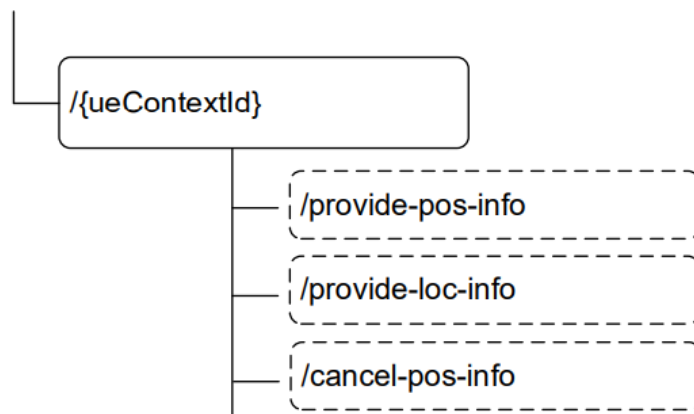 /{ueContextId}
/provide-pos-info
/provide-loc-info
/cancel-pos-info